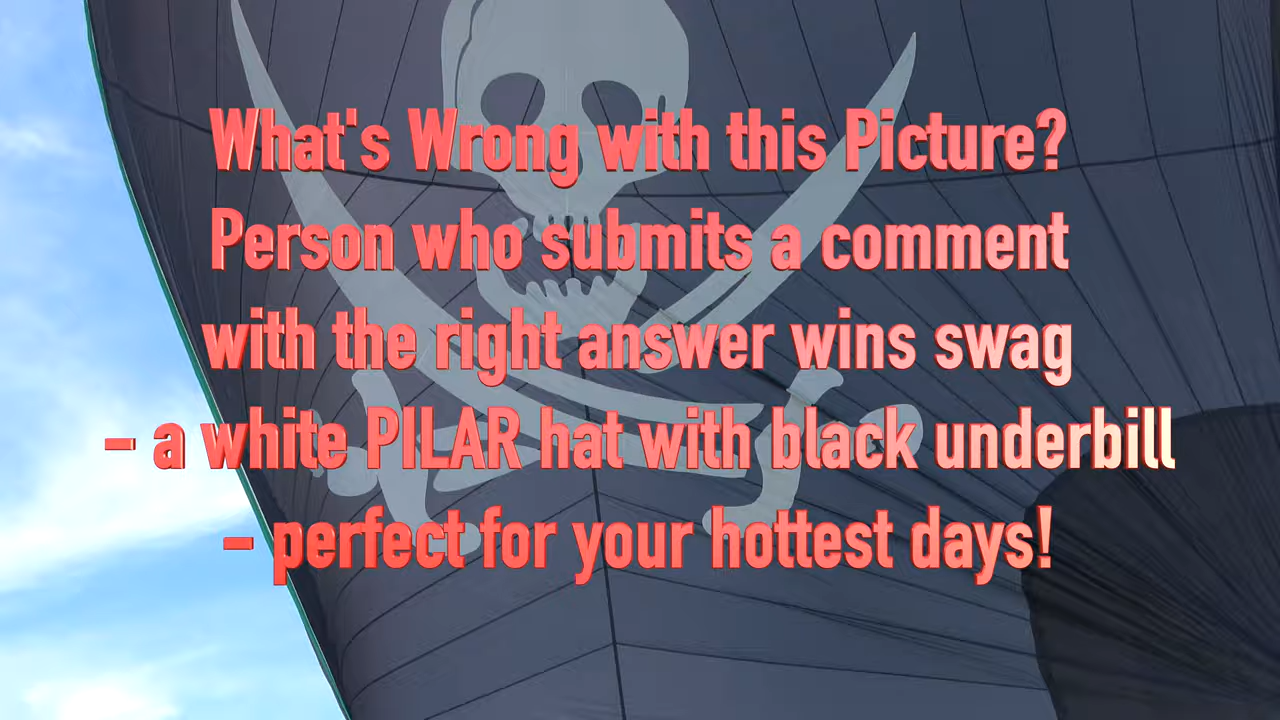 What's Wrong with this Picture?
Person who submits a comment
with the right answer wins swag
– a white PILAR hat with black underbill
– perfect for your hottest days!